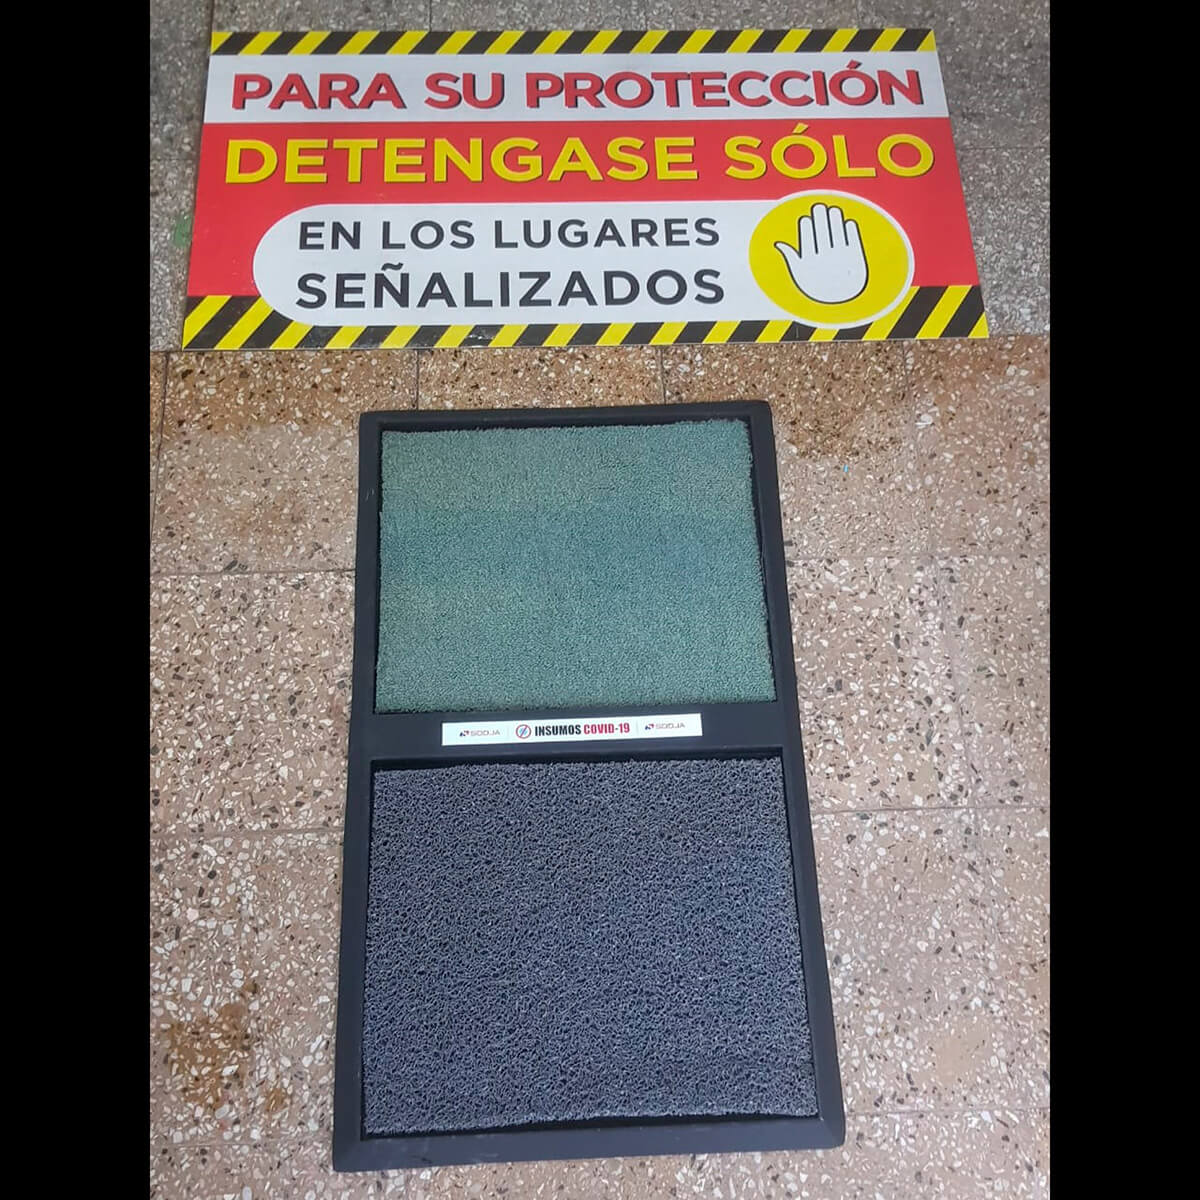 PARA SU PROTECCIÓN
DETENGASE SÓLO
EN LOS LUGARES
SEÑALIZADOS
SODJA INSUMOS COVID-19 SODJA